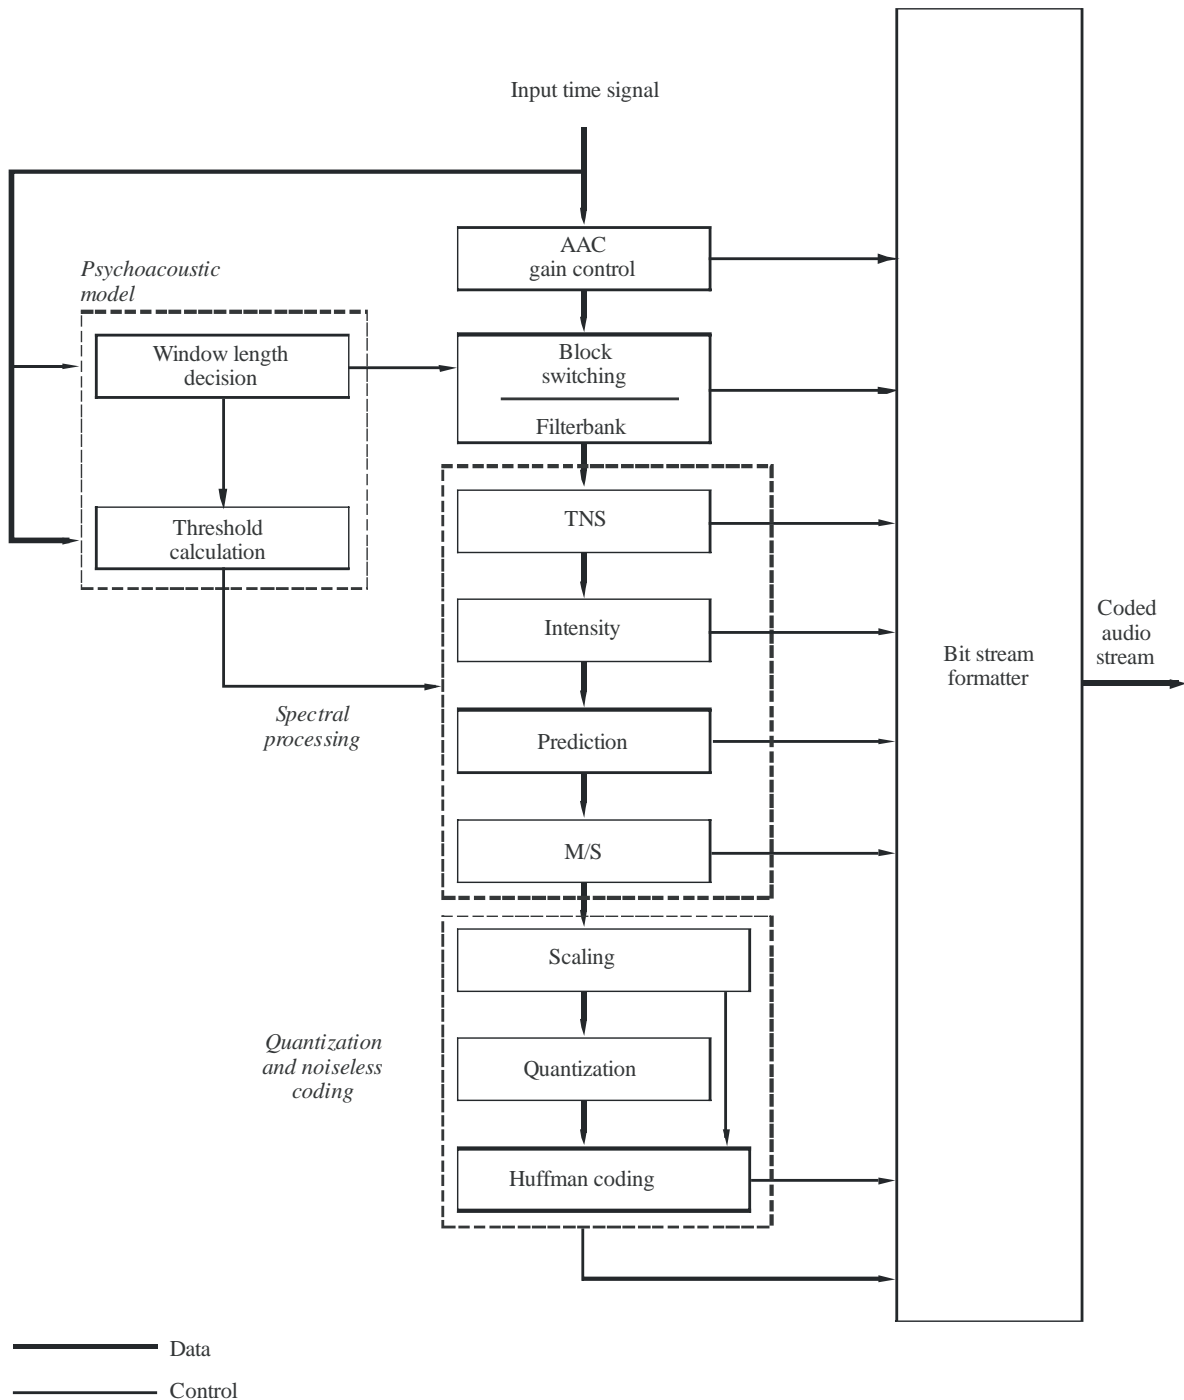 Input time signal
AAC
gain control
Psychoacoustic
model
Window length
decision
Block
switching
Filterbank
Threshold
calculation
TNS
Intensity
Spectral
processing
Prediction
M/S
Bit stream
formatter
Coded
audio
stream
Scaling
Quantization
and noiseless
coding
Quantization
Huffman coding
Data
Control